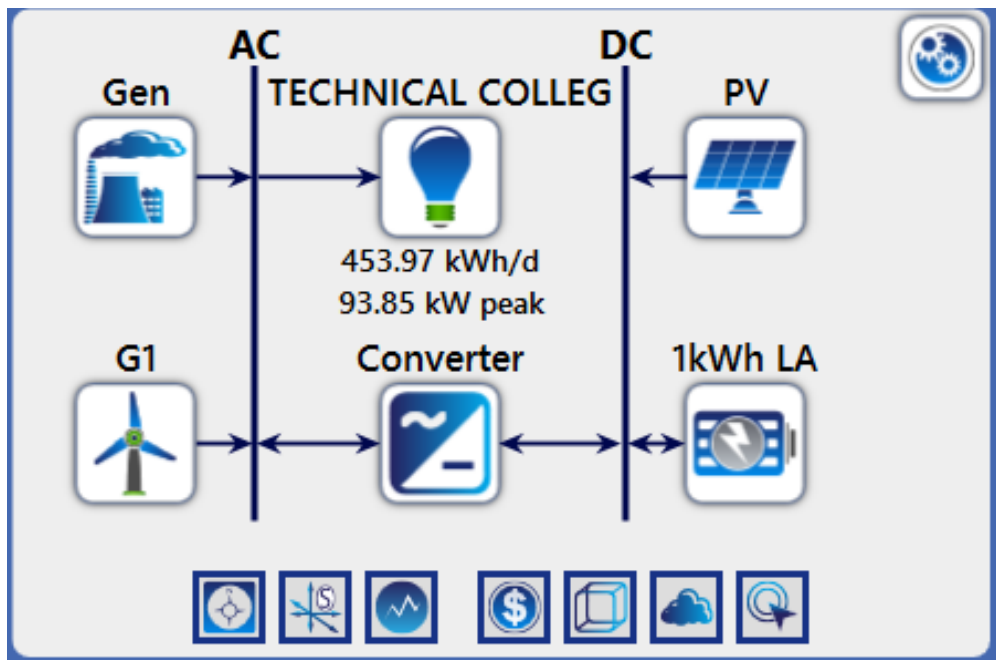 AC
DC
Gen
TECHNICAL COLLEG
PV
453.97 kWh/d
93.85 kW peak
G1
Converter
1kWh LA
S
$